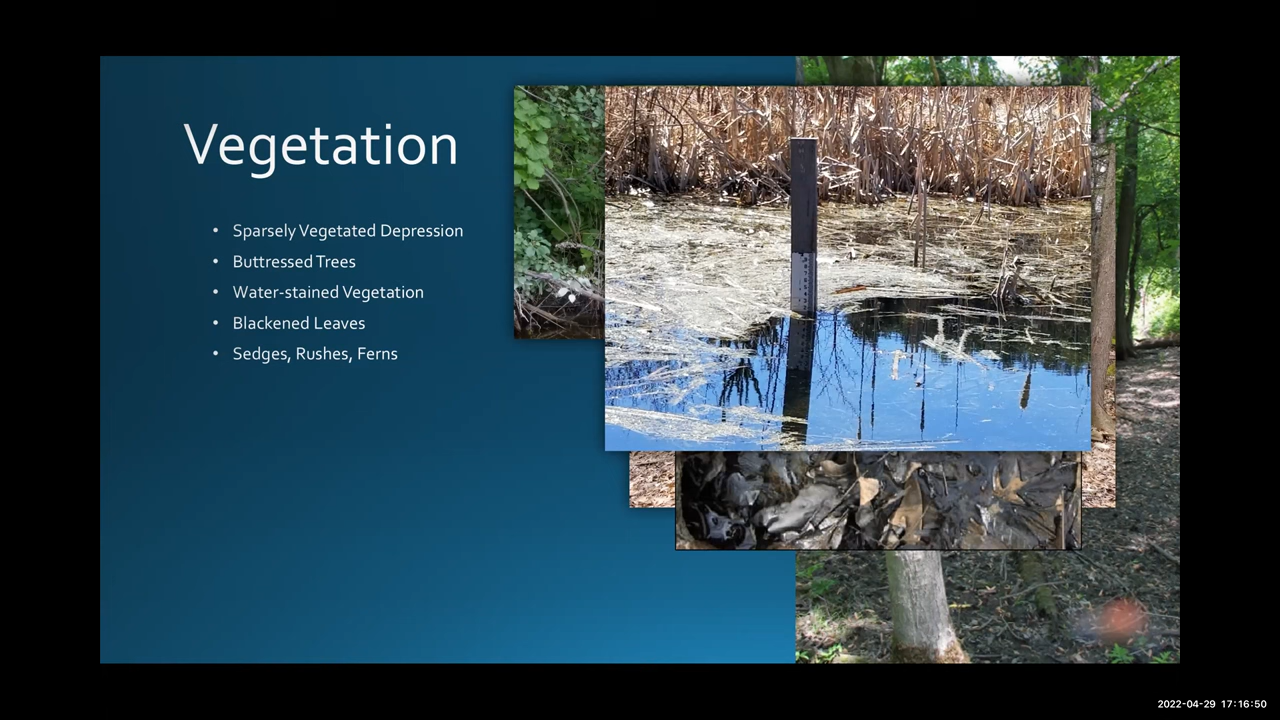 Vegetation
• Sparsely Vegetated Depression
• Buttressed Trees
• Water-stained Vegetation
• Blackened Leaves
• Sedges, Rushes, Ferns
2022-04-29 17:16:50